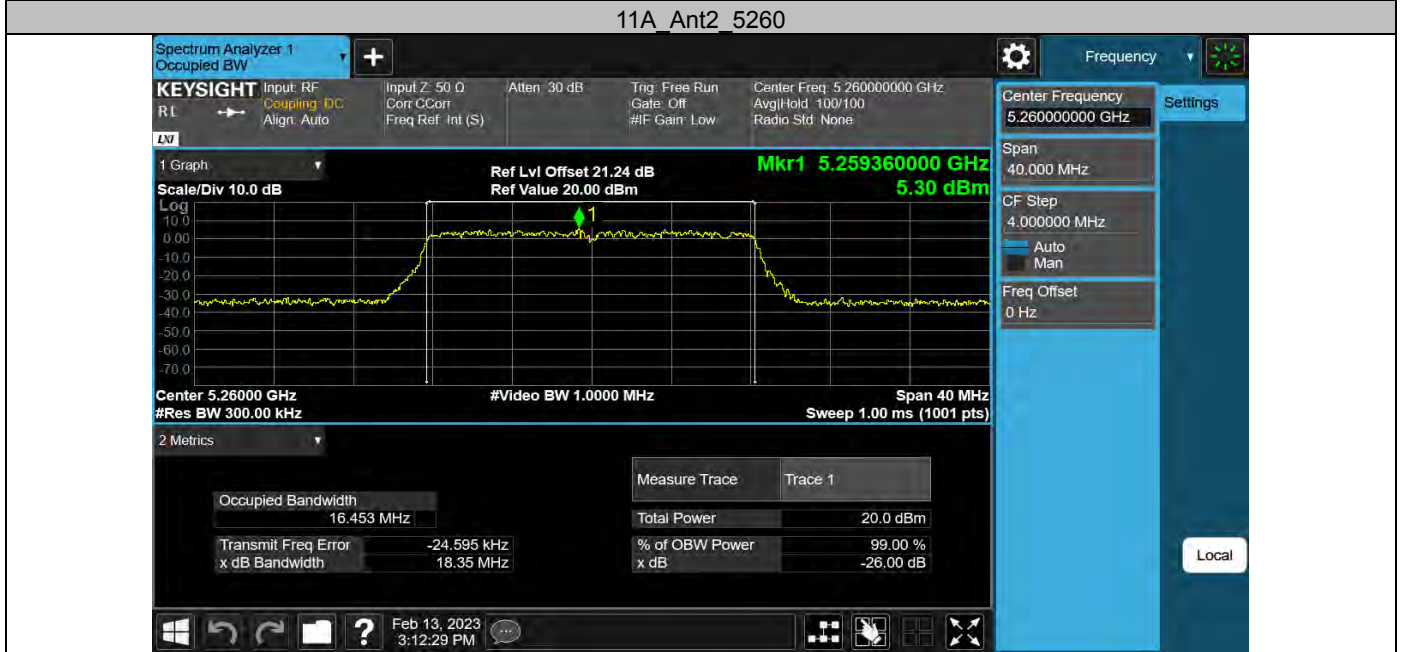 11A_Ant2_5260
Spectrum Analyzer 1
Occupied BW
+
Frequency
KEYSIGHT
RL
LXI
Input: RF
Coupling: DC
Align: Auto
Input Z: 50 Ω
Corr CCorr
Freq Ref: Int (S)
Atten: 30 dB
Trig: Free Run
Gate: Off
#IF Gain: Low
Center Freq: 5.260000000 GHz
Avg|Hold: 100/100
Radio Std: None
Center Frequency
5.260000000 GHz
Settings
Span
40.000 MHz
CF Step
4.000000 MHz
Auto
Man
Freq Offset
0 Hz
1 Graph
Scale/Div 10.0 dB
Ref Lvl Offset 21.24 dB
Ref Value 20.00 dBm
Mkr1 5.259360000 GHz
5.30 dBm
Log
10.0
0.00
-10.0
-20.0
-30.0
-40.0
-50.0
-60.0
-70.0
1
Center 5.26000 GHz
#Res BW 300.00 kHz
#Video BW 1.0000 MHz
Span 40 MHz
Sweep 1.00 ms (1001 pts)
2 Metrics
Measure Trace Trace 1
Occupied Bandwidth
16.453 MHz
Total Power 20.0 dBm
Transmit Freq Error -24.595 kHz
% of OBW Power 99.00 %
x dB Bandwidth 18.35 MHz
x dB -26.00 dB
Local
?
Feb 13, 2023
3:12:29 PM